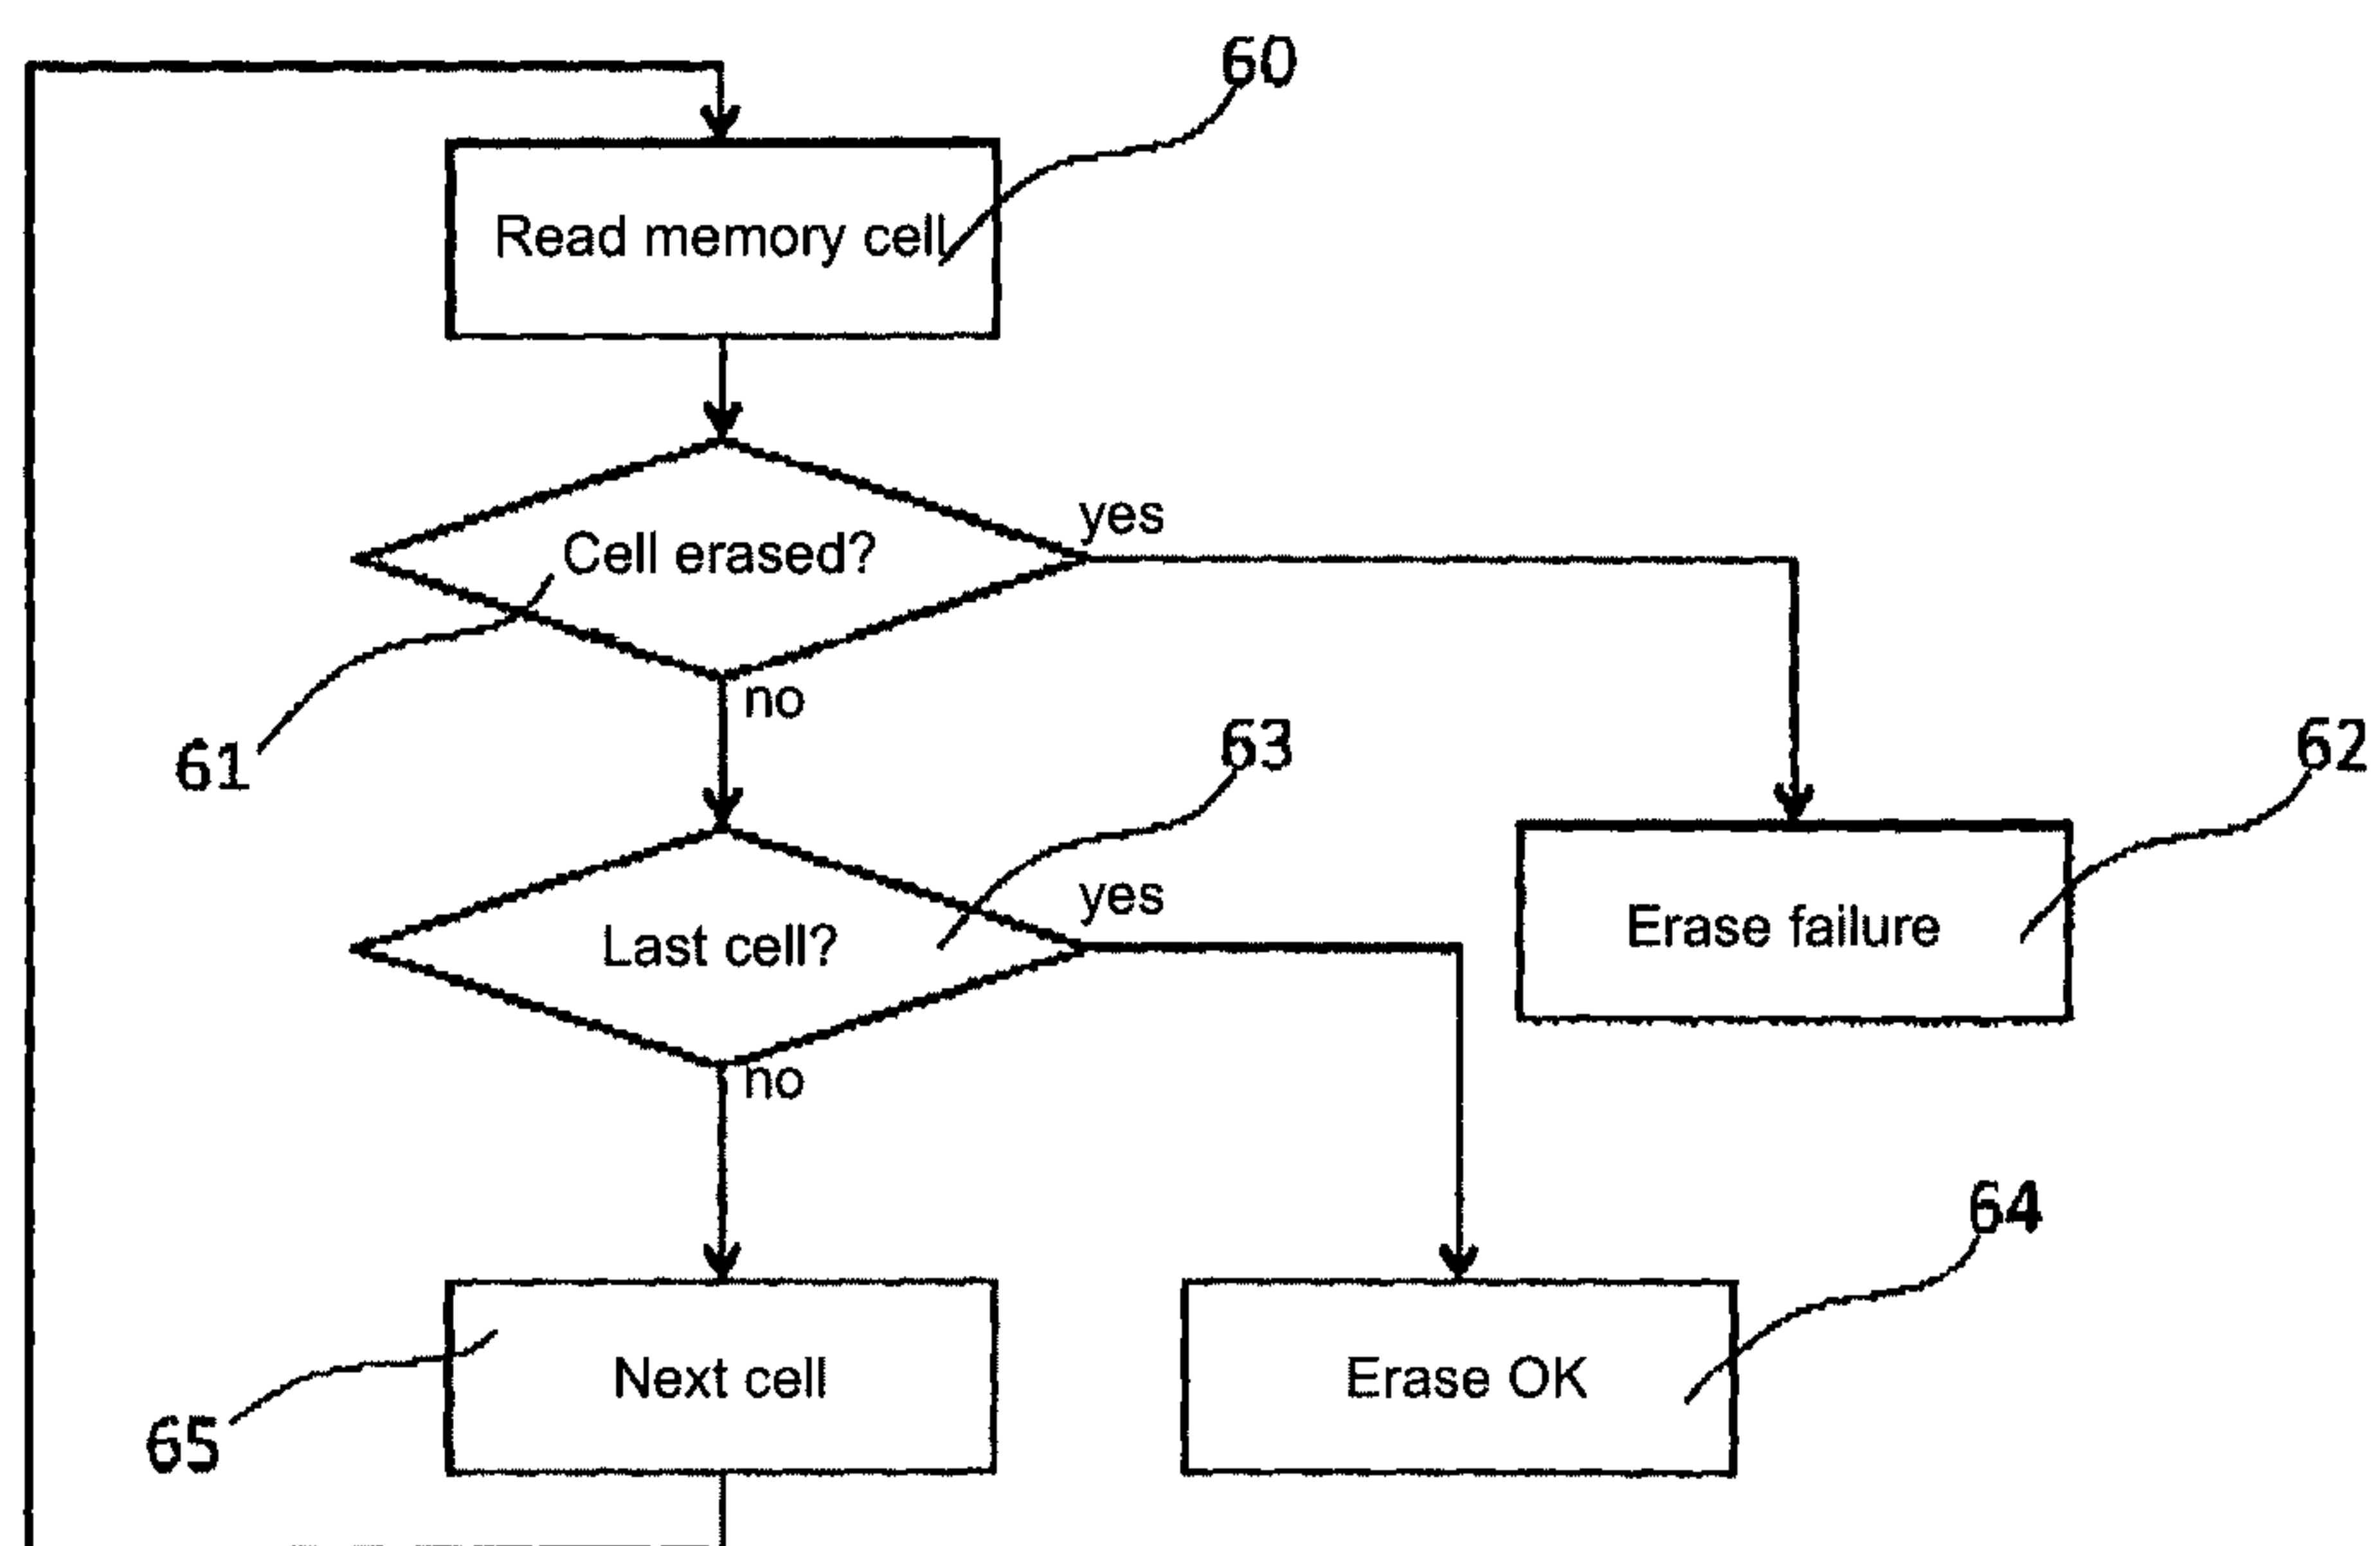 60
Read memory cell
Cell erased?
yes
no
61
63
62
yes
Last cell?
Erase failure
no
64
Next cell
Erase OK
65